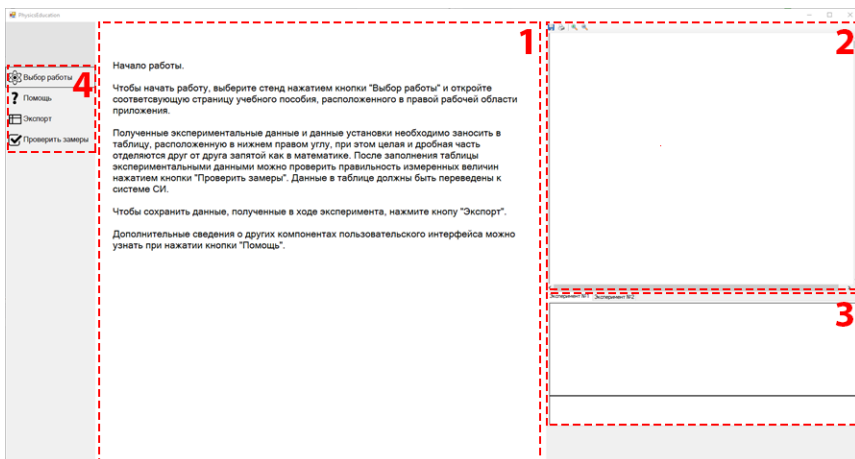 PhysicsEducation
1
2
4
Выбор работы
Помощь
Экспорт
Проверить замеры
Начало работы.
Чтобы начать работу, выберите стенд нажатием кнопки "Выбор работы" и откройте
соответсвующую страницу учебного пособия, расположенного в правой рабочей области
приложения.
Полученные экспериментальные данные и данные установки необходимо заносить в
таблицу, расположенную в нижнем правом углу, при этом целая и дробная часть
отделяются друг от друга запятой как в математике. После заполнения таблицы
экспериментальными данными можно проверить правильность измеренных величин
нажатием кнопки "Проверить замеры". Данные в таблице должны быть переведены к
системе СИ.
Чтобы сохранить данные, полученные в ходе эксперимента, нажмите кнопу "Экспорт".
Дополнительные сведения о других компонентах пользовательского интерфейса можно
узнать при нажатии кнопки "Помощь".
Эксперимент №1 Эксперимент №2
3